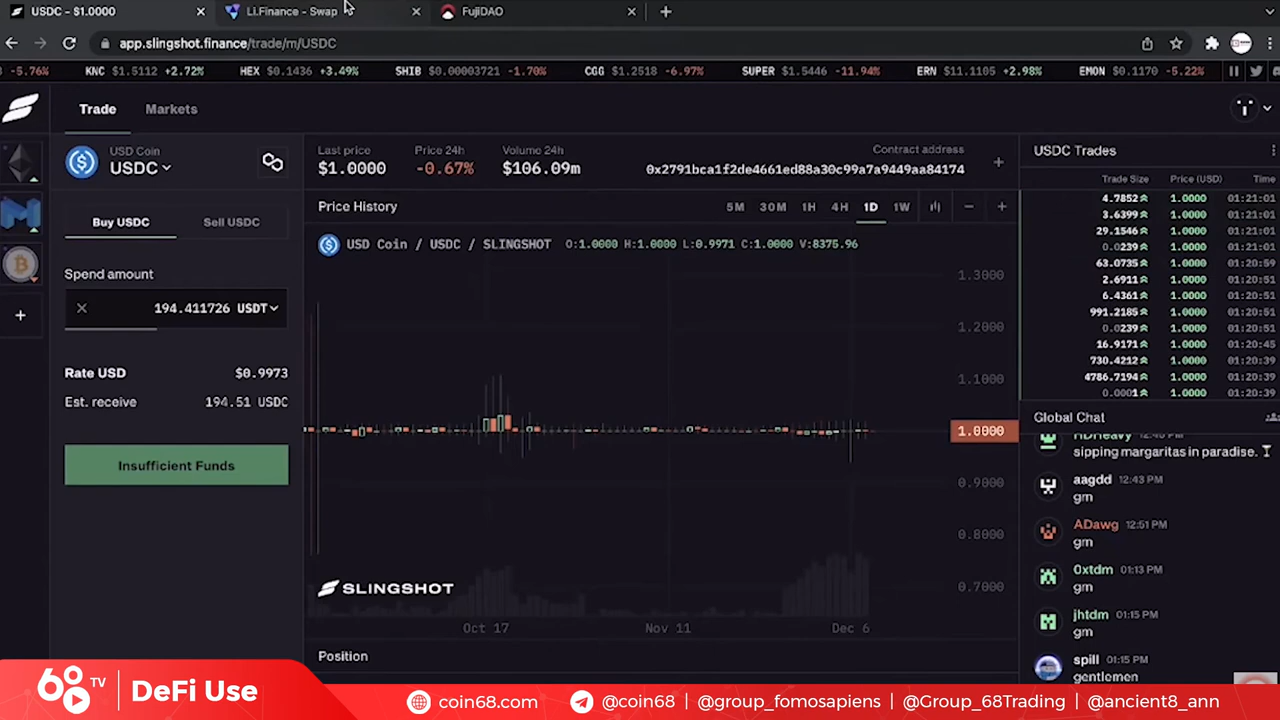 USDC - $1.0000
Li.Finance - Swap
FujiDAO
app.slingshot.finance/trade/m/USDC
-5.76% KNC $1.5112 +2.72% HEX $0.1436 +3.49% SHIB $0.00003721 -1.70% CGG $1.2518 -6.97% SUPER $1.5446 -11.94% ERN $11.1105 +2.98% EMON $0.1170 -5.22%
Trade Markets
USD Coin
USDC
Buy USDC Sell USDC
Spend amount
194.411726 USDT
Rate USD $0.9973
Est. receive 194.51 USDC
Insufficient Funds
Last price Price 24h Volume 24h Contract address
$1.0000 -0.67% $106.09m 0x2791bca1f2de4661ed88a30c99a7a9449aa84174
Price History 5M 30M 1H 4H 1D 1W
USD Coin / USDC / SLINGSHOT O:1.0000 H:1.0000 L:0.9971 C:1.0000 V:8375.96
1.3000
1.2000
1.1000
1.0000
0.9000
0.8000
0.7000
SLINGSHOT
Oct 17 Nov 11 Dec 6
Position
USDC Trades
Trade Size Price (USD) Time
4.7852 1.0000 01:21:01
3.6399 1.0000 01:21:01
29.1546 1.0000 01:21:01
0.0239 1.0000 01:21:01
63.0735 1.0000 01:20:59
2.6911 1.0000 01:20:51
6.4361 1.0000 01:20:51
991.2185 1.0000 01:20:51
0.0239 1.0000 01:20:51
16.9171 1.0000 01:20:45
730.4212 1.0000 01:20:39
4786.7194 1.0000 01:20:39
0.0001 1.0000 01:20:39
Global Chat
HDHeavy 12:43 PM
sipping margaritas in paradise.
aagdd 12:43 PM
gm
ADawg 12:51 PM
gm
0xtdm 01:13 PM
gm
jhtdm 01:15 PM
gm
spill 01:15 PM
gentlemen
68 TV DeFi Use
coin68.com @coin68 | @group_fomosapiens | @Group_68Trading | @ancient8_ann